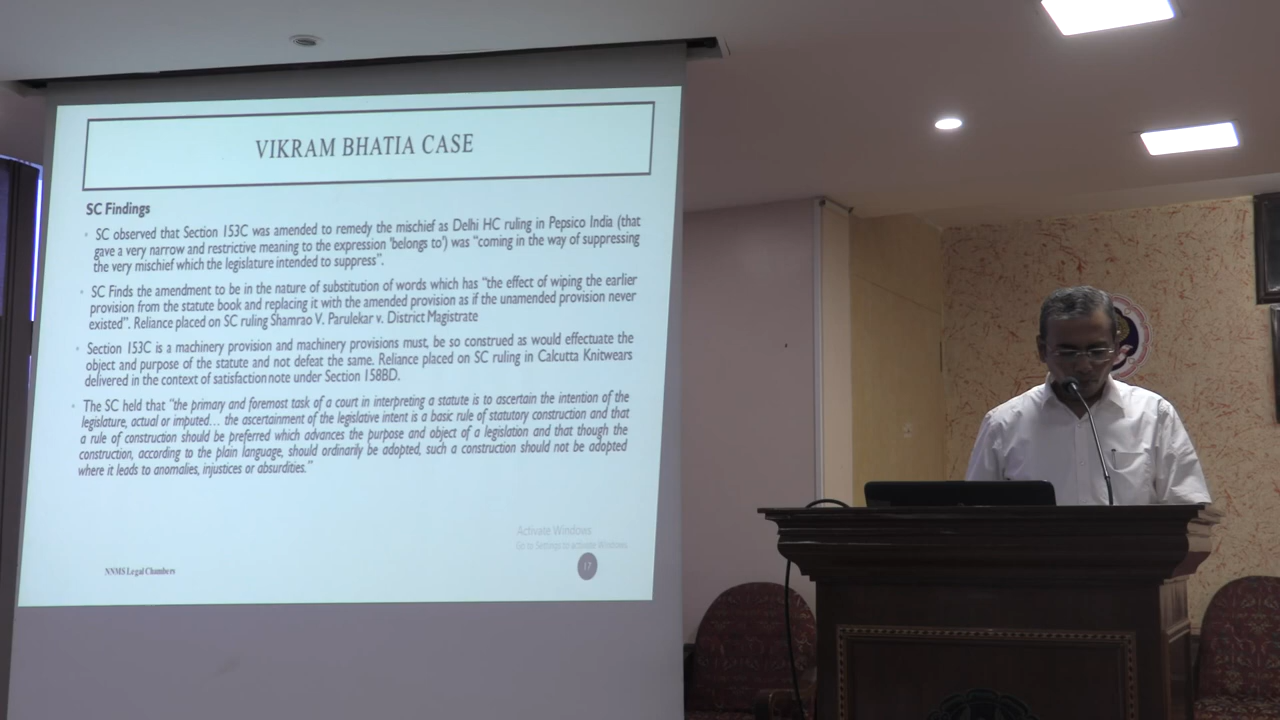 VIKRAM BHATIA CASE
SC Findings
SC observed that Section 153C was amended to remedy the mischief as Delhi HC ruling in Pepsico India (that
gave a very narrow and restrictive meaning to the expression 'belongs to') was "coming in the way of suppressing
the very mischief which the legislature intended to suppress".
SC Finds the amendment to be in the nature of substitution of words which has "the effect of wiping the earlier
provision from the statute book and replacing it with the amended provision as if the unamended provision never
existed". Reliance placed on SC ruling Shamrao V. Parulekar v. District Magistrate
Section 153C is a machinery provision and machinery provisions must, be so construed as would effectuate the
object and purpose of the statute and not defeat the same. Reliance placed on SC ruling in Calcutta Knitwears
delivered in the context of satisfaction note under Section 158BD.
The SC held that "the primary and foremost task of a court in interpreting a statute is to ascertain the intention of the
legislature, actual or imputed... the ascertainment of the legislative intent is a basic rule of statutory construction and that
a rule of construction should be preferred which advances the purpose and object of a legislation and that though the
construction, according to the plain language, should ordinarily be adopted, such a construction should not be adopted
where it leads to anomalies, injustices or absurdities."
Activate Windows
Go to Settings to activate Windows.
NNMS Legal Chambers
17